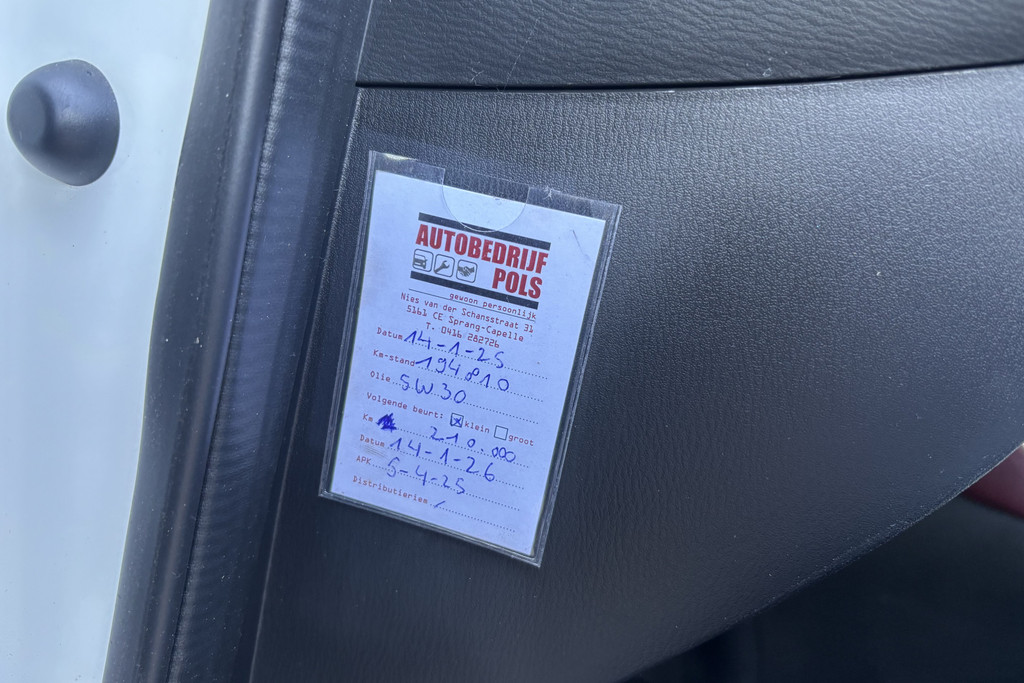 AUTOBEDRIJF
POLS
gewoon persoonlijk
Nies van der Schansstraat 31
5161 CE Sprang-Capelle
T. 0416 282726
Datum 14-1-25
Km-stand 194810
Olie 5W30
Volgende beurt: ☒ klein ☐ groot
Km 210.000
Datum 14-1-26
APK 5-4-25
Distributieriem /